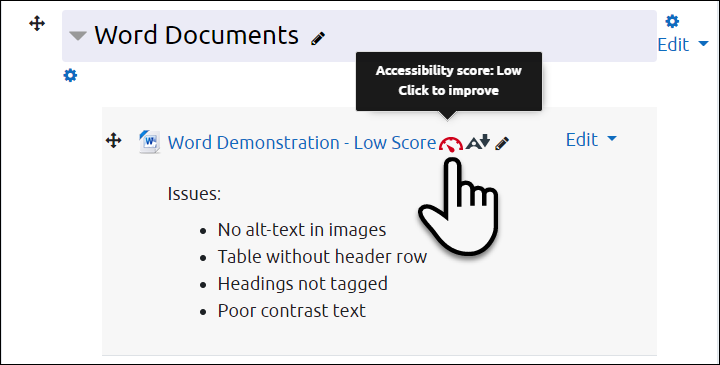 Word Documents
Edit
Accessibility score: Low
Click to improve
Word Demonstration - Low Score
Edit
Issues:
• No alt-text in images
• Table without header row
• Headings not tagged
• Poor contrast text